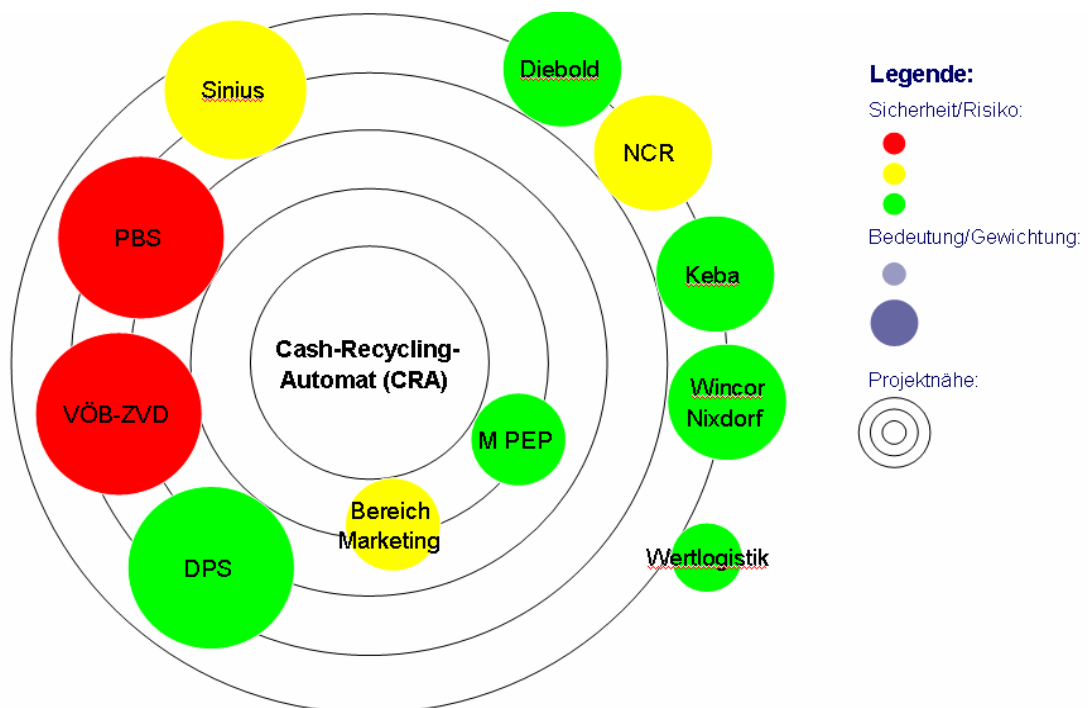 Sinius
Diebold
NCR
PBS
Keba
Cash-Recycling-
Automat (CRA)
VÖB-ZVD
Wincor
Nixdorf
M PEP
Bereich
Marketing
DPS
Wertlogistik
Legende:
Sicherheit/Risiko:
Bedeutung/Gewichtung:
Projektnähe: